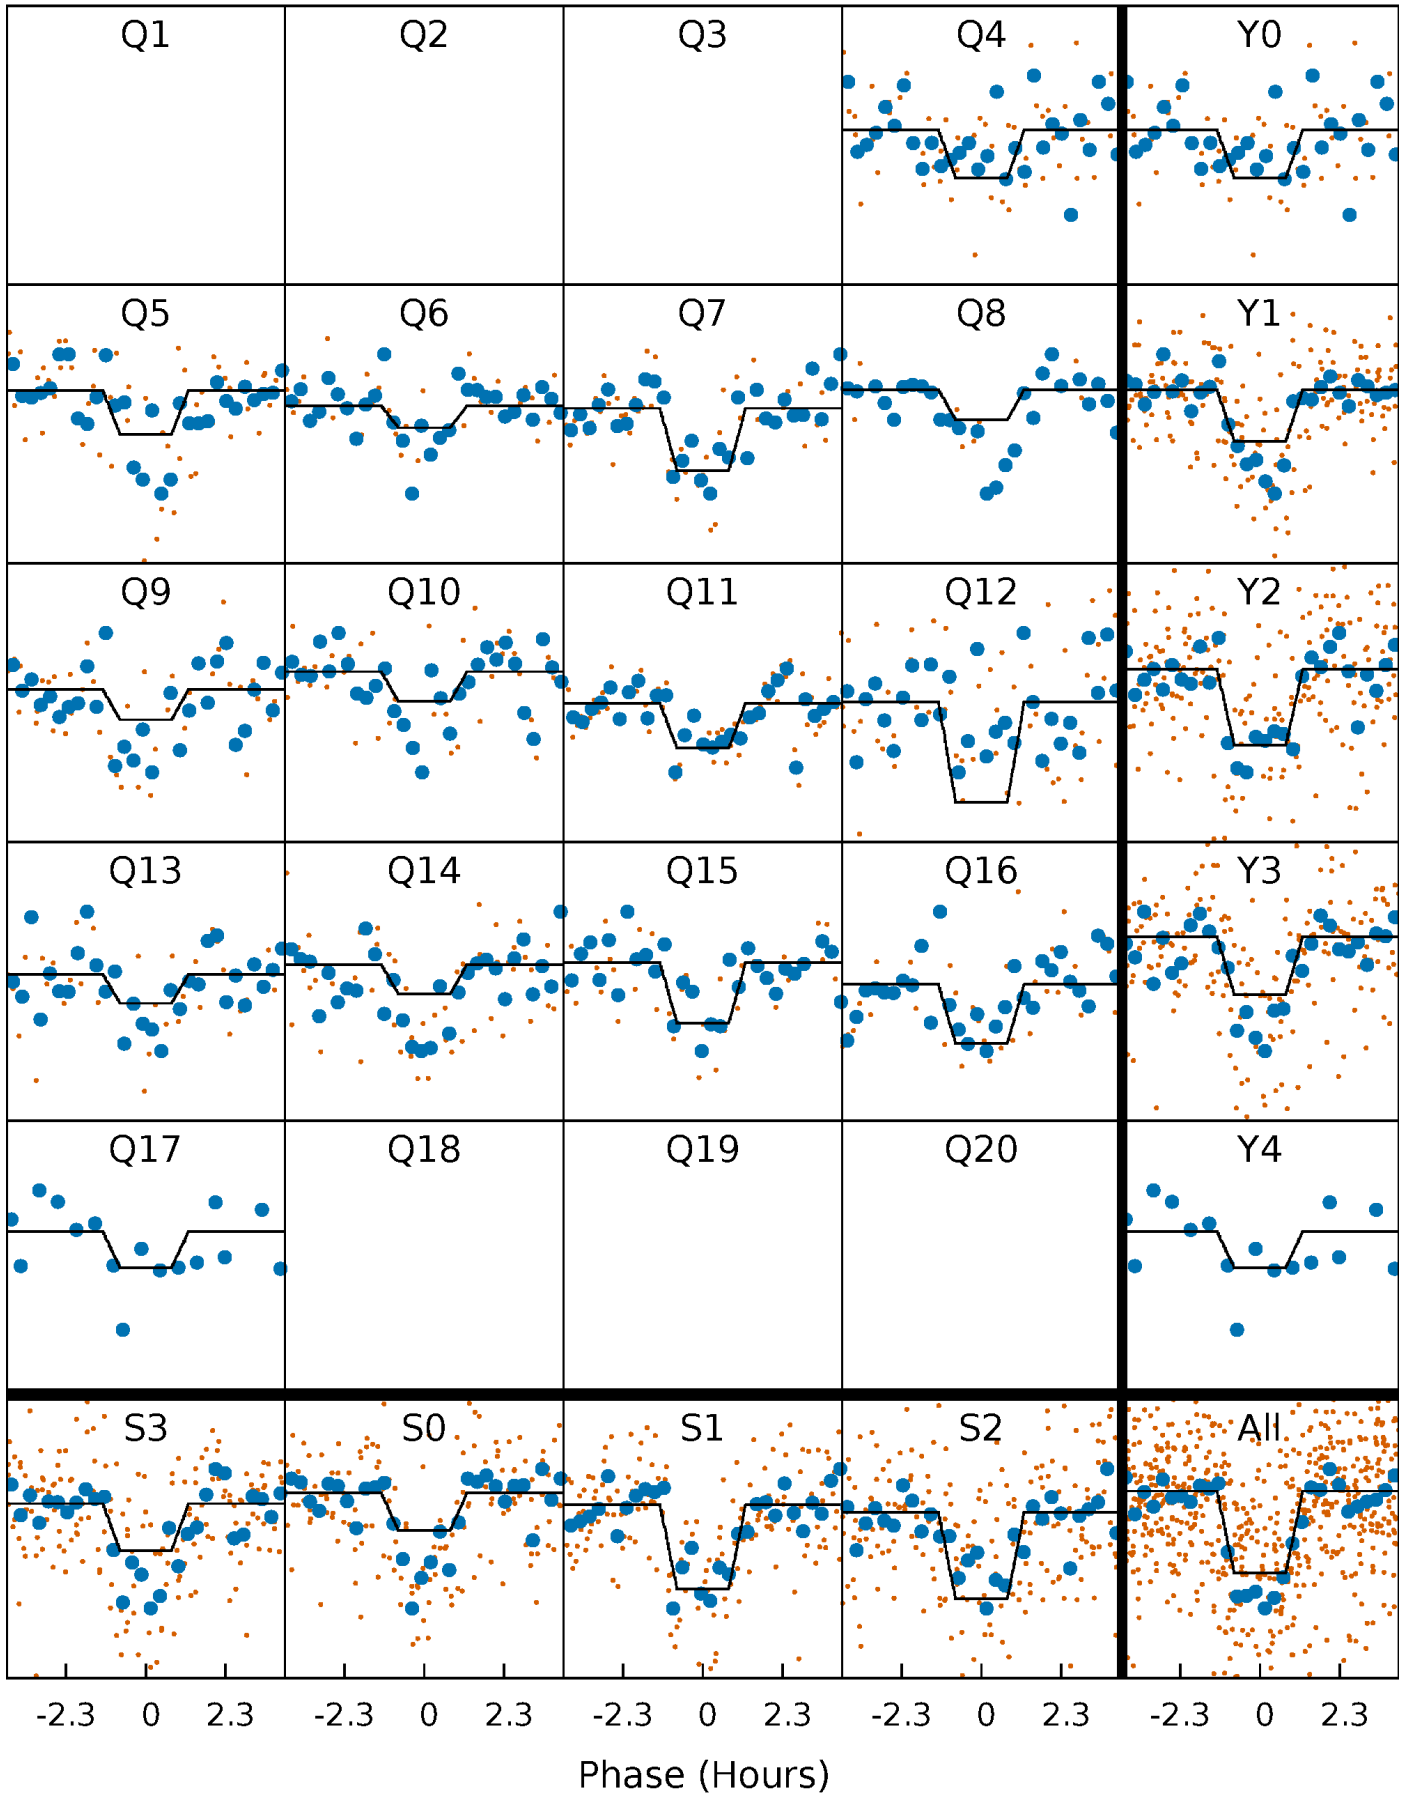 Q1 Q2 Q3 Q4 Y0
Q5 Q6 Q7 Q8 Y1
Q9 Q10 Q11 Q12 Y2
Q13 Q14 Q15 Q16 Y3
Q17 Q18 Q19 Q20 Y4
S3 S0 S1 S2 All
-2.3 0 2.3 -2.3 0 2.3 -2.3 0 2.3 -2.3 0 2.3 -2.3 0 2.3
Phase (Hours)